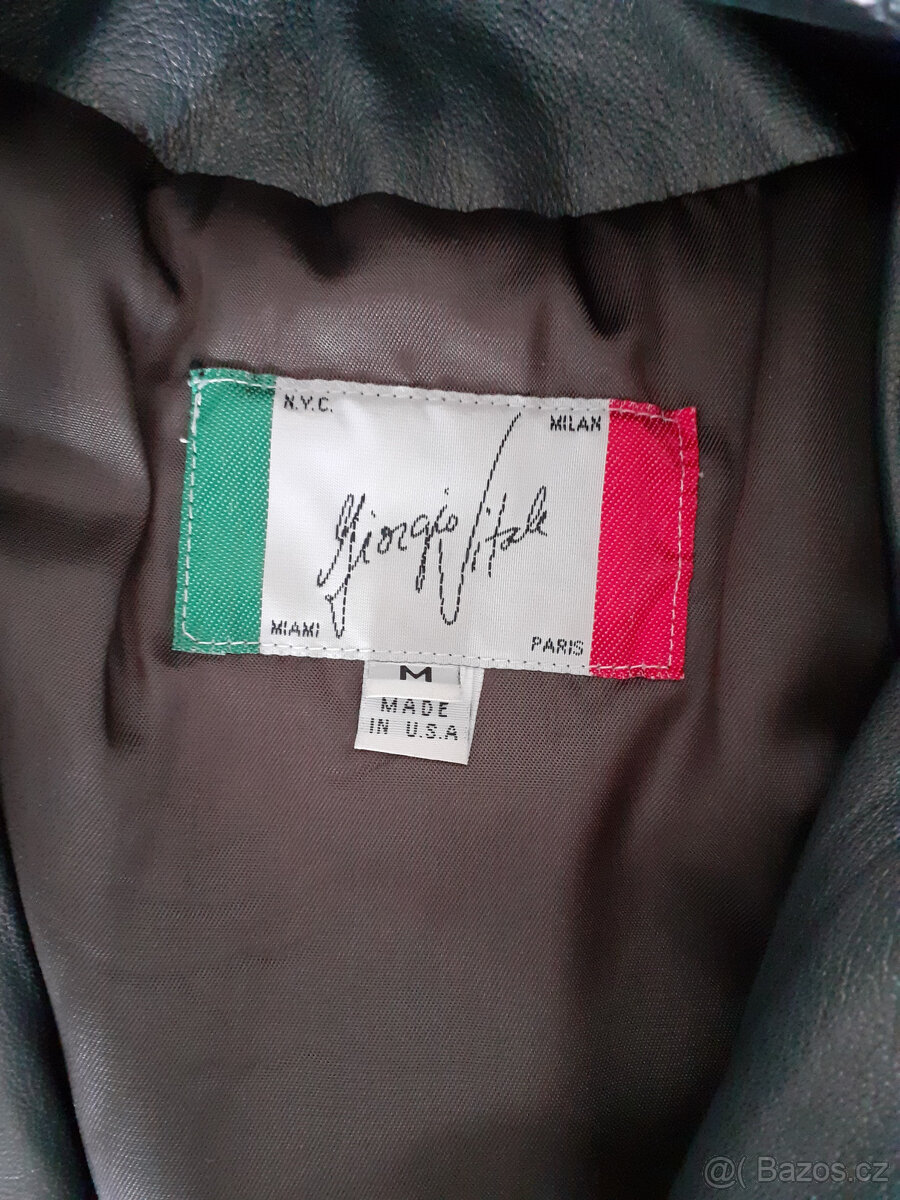 N.Y.C.
MILAN
Giorgio Vitale
MIAMI
PARIS
M
MADE
IN U.S.A
@( Bazos.cz